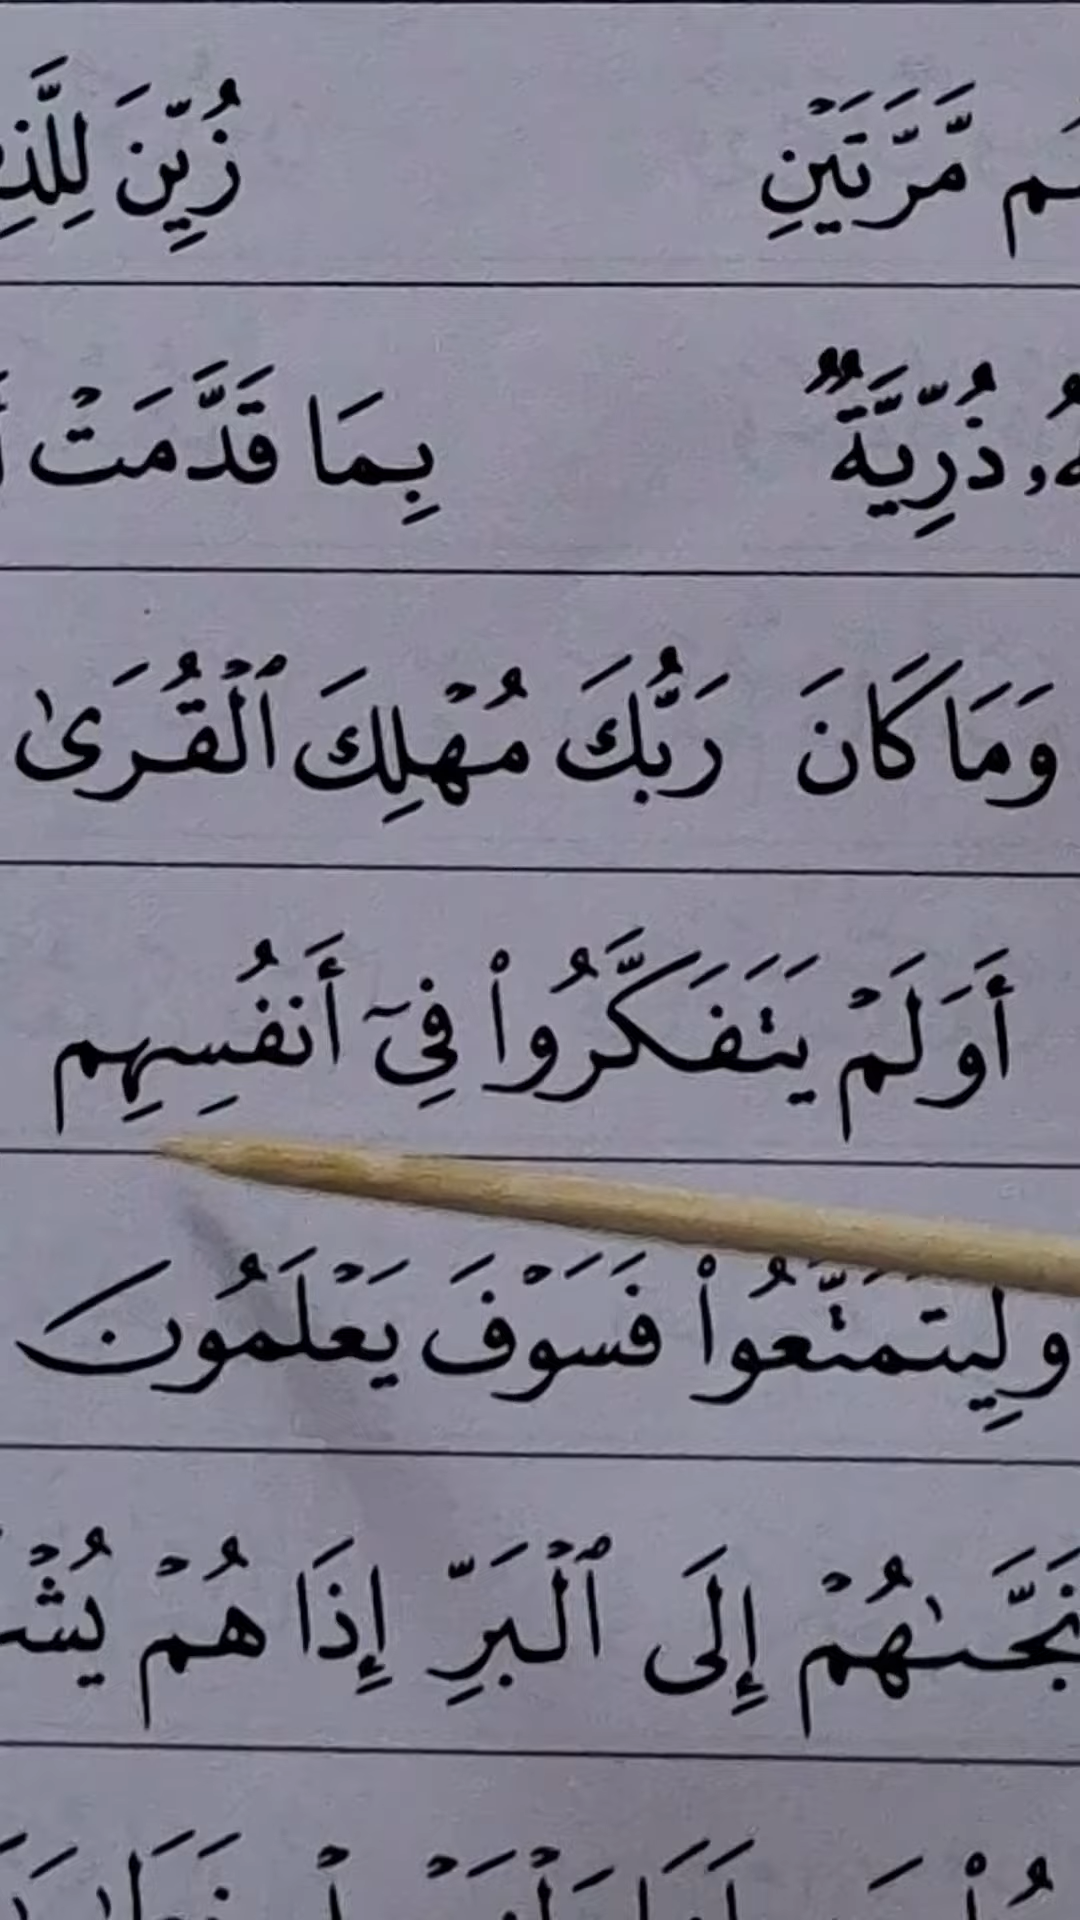 مَّرَّتَيْنِ زُيِّنَ
ذُرِّيَّةٌ بِمَا قَدَّمَتْ
وَمَا كَانَ رَبُّكَ مُهْلِكَ ٱلْقُرَىٰ
أَوَلَمْ يَتَفَكَّرُوا۟ فِىٓ أَنفُسِهِم
وَلِيَتَمَتَّعُوا۟ فَسَوْفَ يَعْلَمُونَ
إِلَى ٱلْبَرِّ إِذَا هُمْ